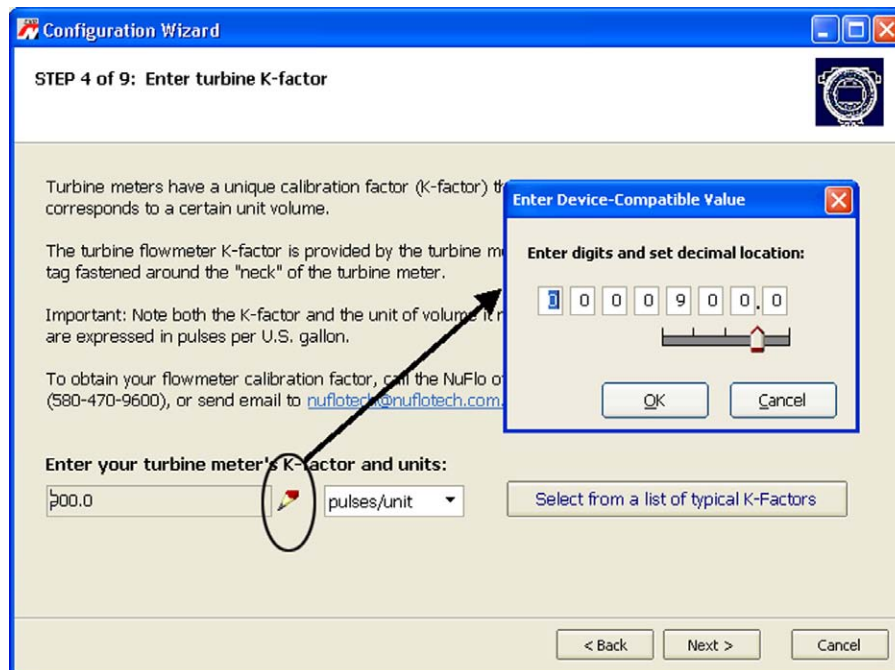 Configuration Wizard
STEP 4 of 9: Enter turbine K-factor
Turbine meters have a unique calibration factor (K-factor)
corresponds to a certain unit volume.
The turbine flowmeter K-factor is provided by the turbine
tag fastened around the "neck" of the turbine meter.
Important: Note both the K-factor and the unit of volume it
are expressed in pulses per U.S. gallon.
To obtain your flowmeter calibration factor, call the NuFlo
(580-470-9600), or send email to nuflotech@nuflotech.com.
Enter Device-Compatible Value
Enter digits and set decimal location:
0 0 0 0 9 0 0.0
OK Cancel
Enter your turbine meter's K-factor and units:
900.0 pulses/unit Select from a list of typical K-Factors
< Back Next > Cancel